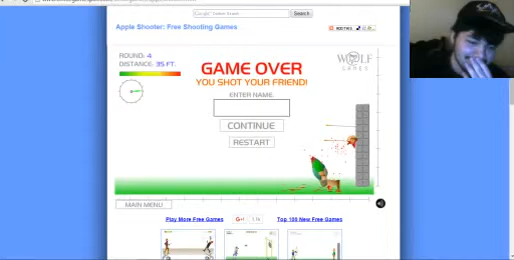 Search
Apple Shooter: Free Shooting Games
ROUND: 4
DISTANCE: 35 FT.
WOLF
GAMES
GAME OVER
YOU SHOT YOUR FRIEND!
ENTER NAME:
CONTINUE
RESTART
MAIN MENU
Play More Free Games
Top 100 New Free Games